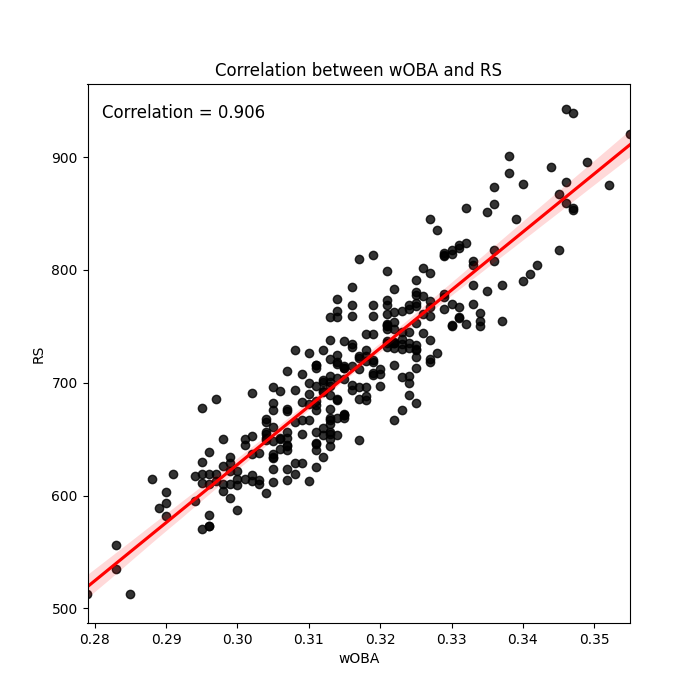 Correlation between wOBA and RS
Correlation = 0.906
900
800
700
600
500
RS
0.28 0.29 0.30 0.31 0.32 0.33 0.34 0.35
wOBA